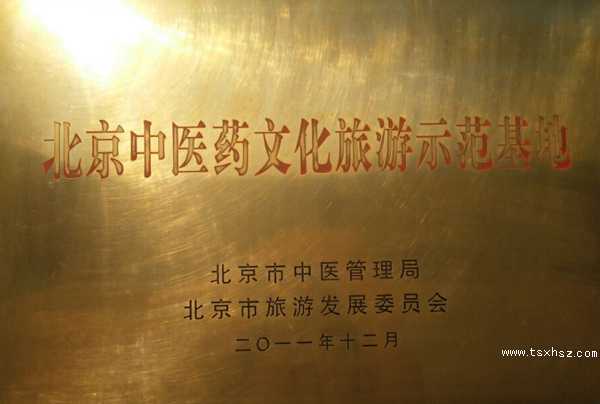 北京中医药文化旅游示范基地
北京市中医管理局
北京市旅游发展委员会
二〇一一年十二月
www.tsxhsz.com